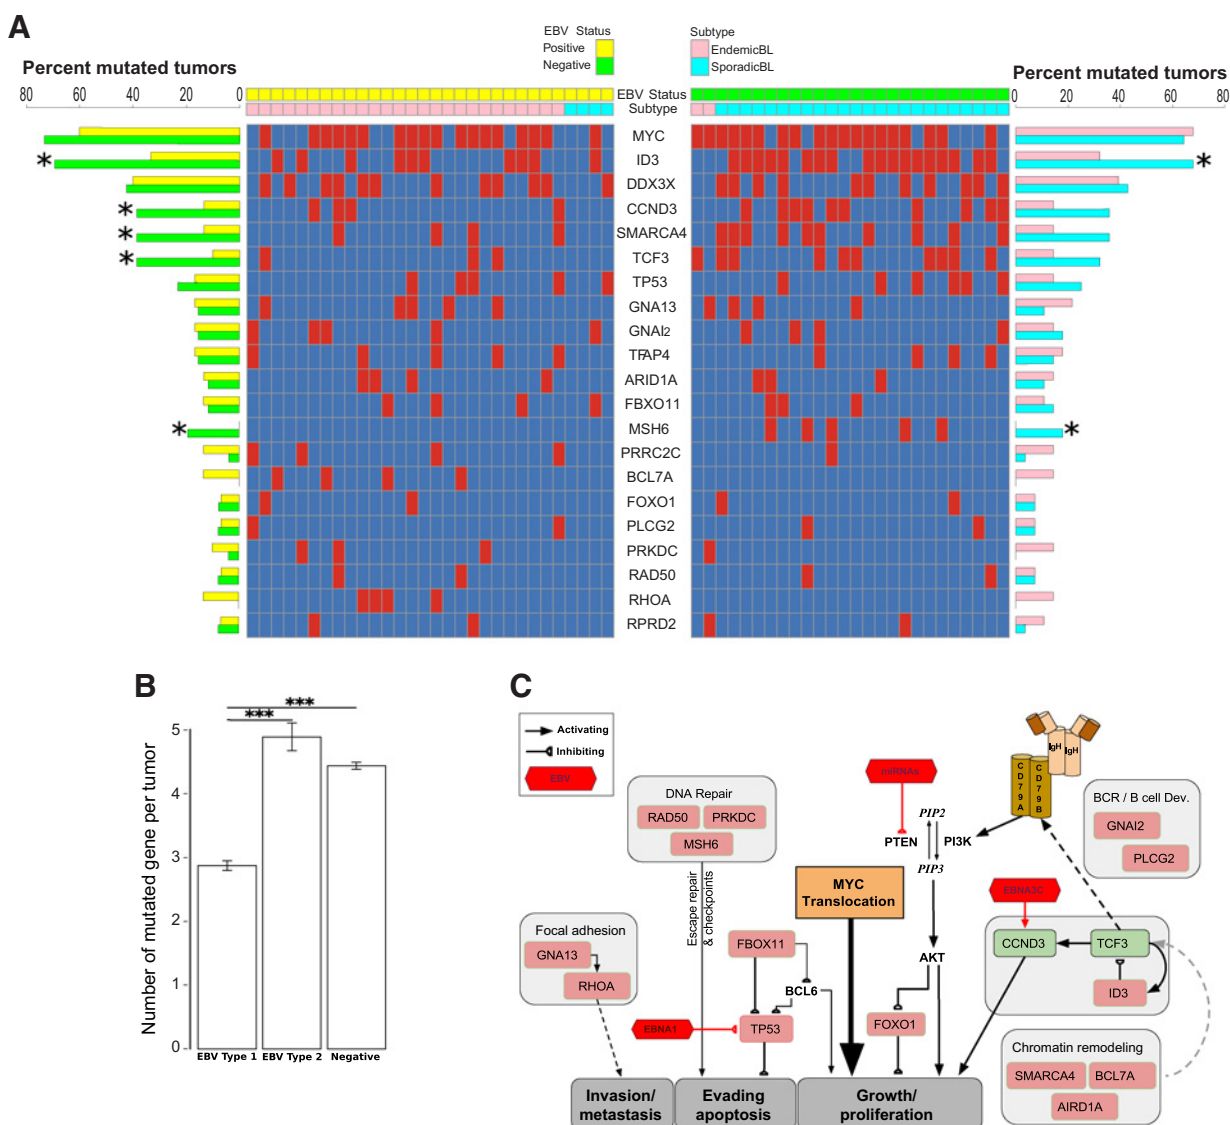 A
EBV Status
Positive
Negative
Subtype
EndemicBL
SporadicBL
Percent mutated tumors
Percent mutated tumors
80 60 40 20 0
EBV Status
Subtype
0 20 40 60 80
MYC
* ID3 *
DDX3X
* CCND3
* SMARCA4
* TCF3
TP53
GNA13
GNAI2
TFAP4
ARID1A
FBXO11
* MSH6 *
PRRC2C
BCL7A
FOXO1
PLCG2
PRKDC
RAD50
RHOA
RPRD2
B
Number of mutated gene per tumor
5
4
3
2
1
0
***
***
EBV Type 1 EBV Type 2 Negative
C
Activating
Inhibiting
EBV
DNA Repair
RAD50 PRKDC
MSH6
Escape repair
& checkpoints
Focal adhesion
GNA13
RHOA
FBOX11
BCL6
EBNA1
TP53
MYC
Translocation
miRNAs
PTEN
PIP2
PIP3
PI3K
AKT
FOXO1
CD79A
CD79B
IgH IgH
BCR / B cell Dev.
GNAI2
PLCG2
EBNA3C
CCND3 TCF3
ID3
Chromatin remodeling
SMARCA4 BCL7A
AIRD1A
Invasion/
metastasis
Evading
apoptosis
Growth/
proliferation